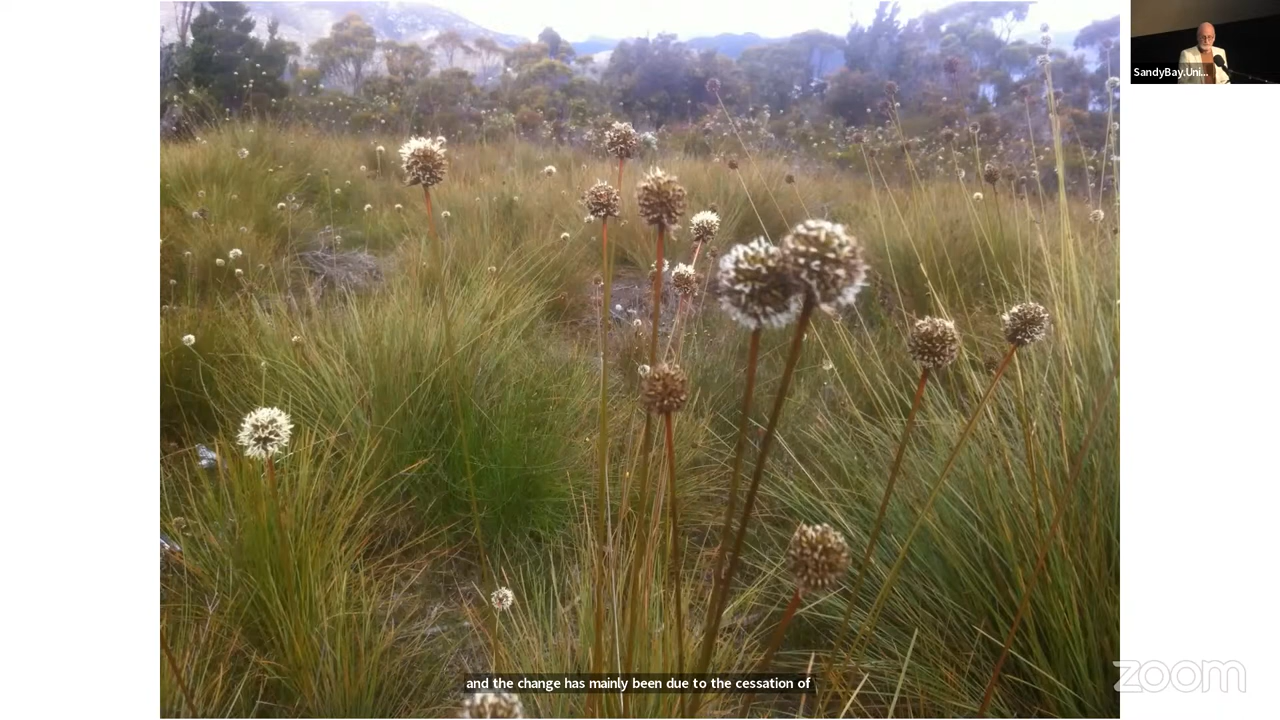 SandyBay.Uni...
and the change has mainly been due to the cessation of
zoom